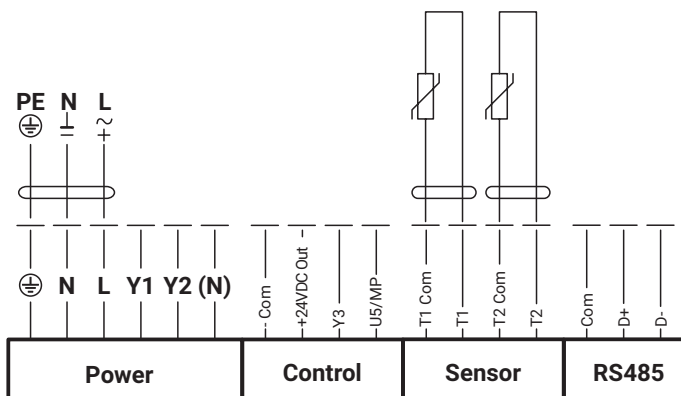 PE N L
N L Y1 Y2 (N)
- Com
+24VDC Out
Y3
U5/MP
T1 Com
T1
T2 Com
T2
Com
D+
D-
Power
Control
Sensor
RS485